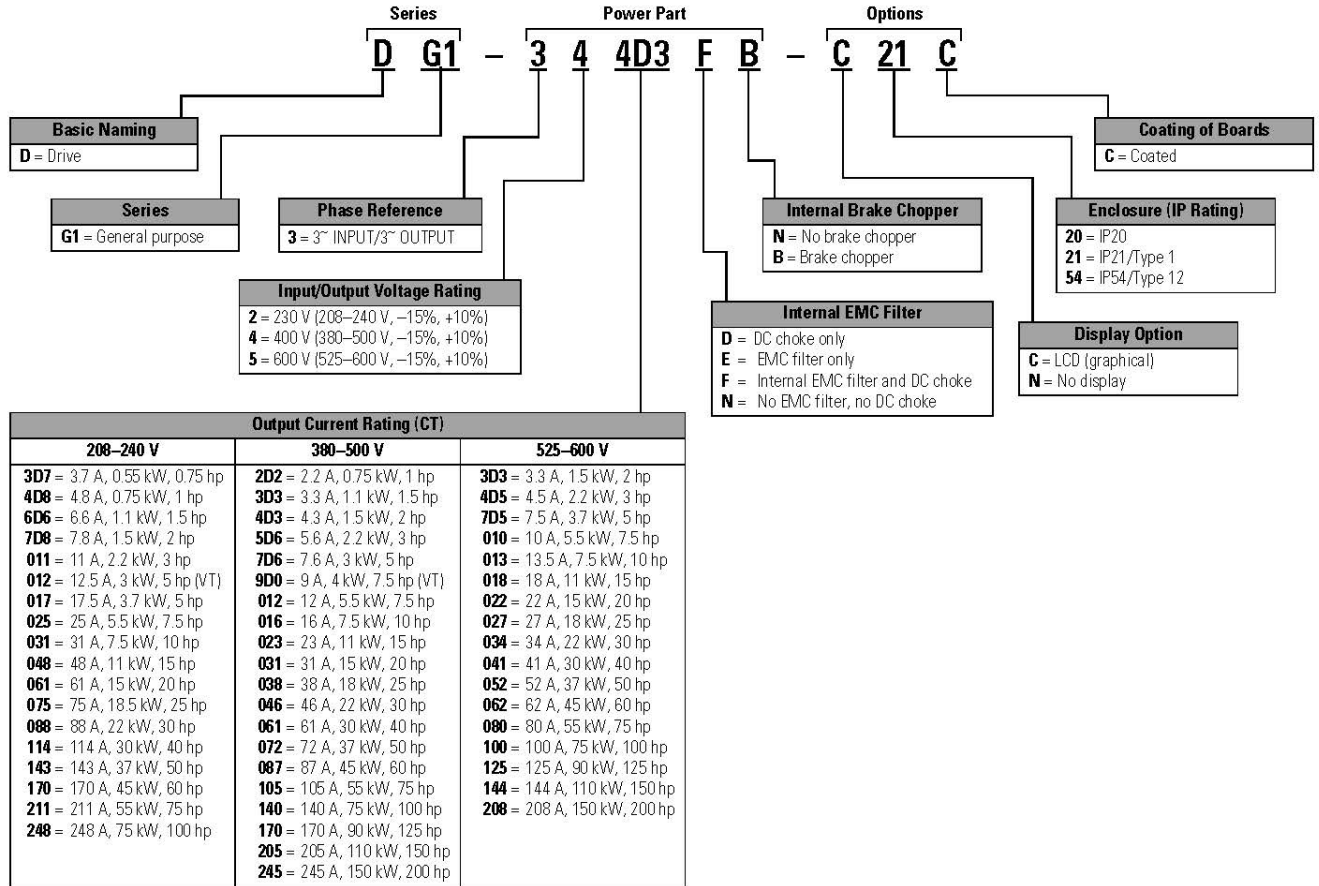 Series Power Part Options
D G1 – 3 4 4D3 F B – C 21 C
Basic Naming
D = Drive
Series
G1 = General purpose
Phase Reference
3 = 3~ INPUT/3~ OUTPUT
Input/Output Voltage Rating
2 = 230 V (208–240 V, –15%, +10%)
4 = 400 V (380–500 V, –15%, +10%)
5 = 600 V (525–600 V, –15%, +10%)
Internal Brake Chopper
N = No brake chopper
B = Brake chopper
Internal EMC Filter
D = DC choke only
E = EMC filter only
F = Internal EMC filter and DC choke
N = No EMC filter, no DC choke
Coating of Boards
C = Coated
Enclosure (IP Rating)
20 = IP20
21 = IP21/Type 1
54 = IP54/Type 12
Display Option
C = LCD (graphical)
N = No display
Output Current Rating (CT)
208–240 V
3D7 = 3.7 A, 0.55 kW, 0.75 hp
4D8 = 4.8 A, 0.75 kW, 1 hp
6D6 = 6.6 A, 1.1 kW, 1.5 hp
7D8 = 7.8 A, 1.5 kW, 2 hp
011 = 11 A, 2.2 kW, 3 hp
012 = 12.5 A, 3 kW, 5 hp (VT)
017 = 17.5 A, 3.7 kW, 5 hp
025 = 25 A, 5.5 kW, 7.5 hp
031 = 31 A, 7.5 kW, 10 hp
048 = 48 A, 11 kW, 15 hp
061 = 61 A, 15 kW, 20 hp
075 = 75 A, 18.5 kW, 25 hp
088 = 88 A, 22 kW, 30 hp
114 = 114 A, 30 kW, 40 hp
143 = 143 A, 37 kW, 50 hp
170 = 170 A, 45 kW, 60 hp
211 = 211 A, 55 kW, 75 hp
248 = 248 A, 75 kW, 100 hp
380–500 V
2D2 = 2.2 A, 0.75 kW, 1 hp
3D3 = 3.3 A, 1.1 kW, 1.5 hp
4D3 = 4.3 A, 1.5 kW, 2 hp
5D6 = 5.6 A, 2.2 kW, 3 hp
7D6 = 7.6 A, 3 kW, 5 hp
9D0 = 9 A, 4 kW, 7.5 hp (VT)
012 = 12 A, 5.5 kW, 7.5 hp
016 = 16 A, 7.5 kW, 10 hp
023 = 23 A, 11 kW, 15 hp
031 = 31 A, 15 kW, 20 hp
038 = 38 A, 18 kW, 25 hp
046 = 46 A, 22 kW, 30 hp
061 = 61 A, 30 kW, 40 hp
072 = 72 A, 37 kW, 50 hp
087 = 87 A, 45 kW, 60 hp
105 = 105 A, 55 kW, 75 hp
140 = 140 A, 75 kW, 100 hp
170 = 170 A, 90 kW, 125 hp
205 = 205 A, 110 kW, 150 hp
245 = 245 A, 150 kW, 200 hp
525–600 V
3D3 = 3.3 A, 1.5 kW, 2 hp
4D5 = 4.5 A, 2.2 kW, 3 hp
7D5 = 7.5 A, 3.7 kW, 5 hp
010 = 10 A, 5.5 kW, 7.5 hp
013 = 13.5 A, 7.5 kW, 10 hp
018 = 18 A, 11 kW, 15 hp
022 = 22 A, 15 kW, 20 hp
027 = 27 A, 18 kW, 25 hp
034 = 34 A, 22 kW, 30 hp
041 = 41 A, 30 kW, 40 hp
052 = 52 A, 37 kW, 50 hp
062 = 62 A, 45 kW, 60 hp
080 = 80 A, 55 kW, 75 hp
100 = 100 A, 75 kW, 100 hp
125 = 125 A, 90 kW, 125 hp
144 = 144 A, 110 kW, 150 hp
208 = 208 A, 150 kW, 200 hp